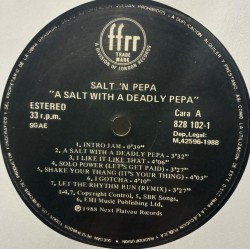 ffrr
TRADE
MARK
A DIVISION OF LONDON RECORDS
SALT 'N PEPA
"A SALT WITH A DEADLY PEPA"
ESTEREO
33 r.p.m.
SGAE
Cara A
828 102-1
Dep. Legal:
M,42596-1988
1-INTRO JAM - 0'39"
2-A SALT WITH A DEADLY PEPA - 3'27"
3-I LIKE IT LIKE THAT - 4'06"
4-SOLO POWER (LET'S GET PAID) - 3'32"
5-SHAKE YOUR THANG (IT'S YOUR THING)
6-I GOTCHA - 4'10"
7-LET THE RHYTHM RUN (REMIX) - 3'
1-4,7, Copyright Control, 5, SBK Songs,
6- EMI Music Publishing Ltd.
℗ 1988 Next Plateau Records